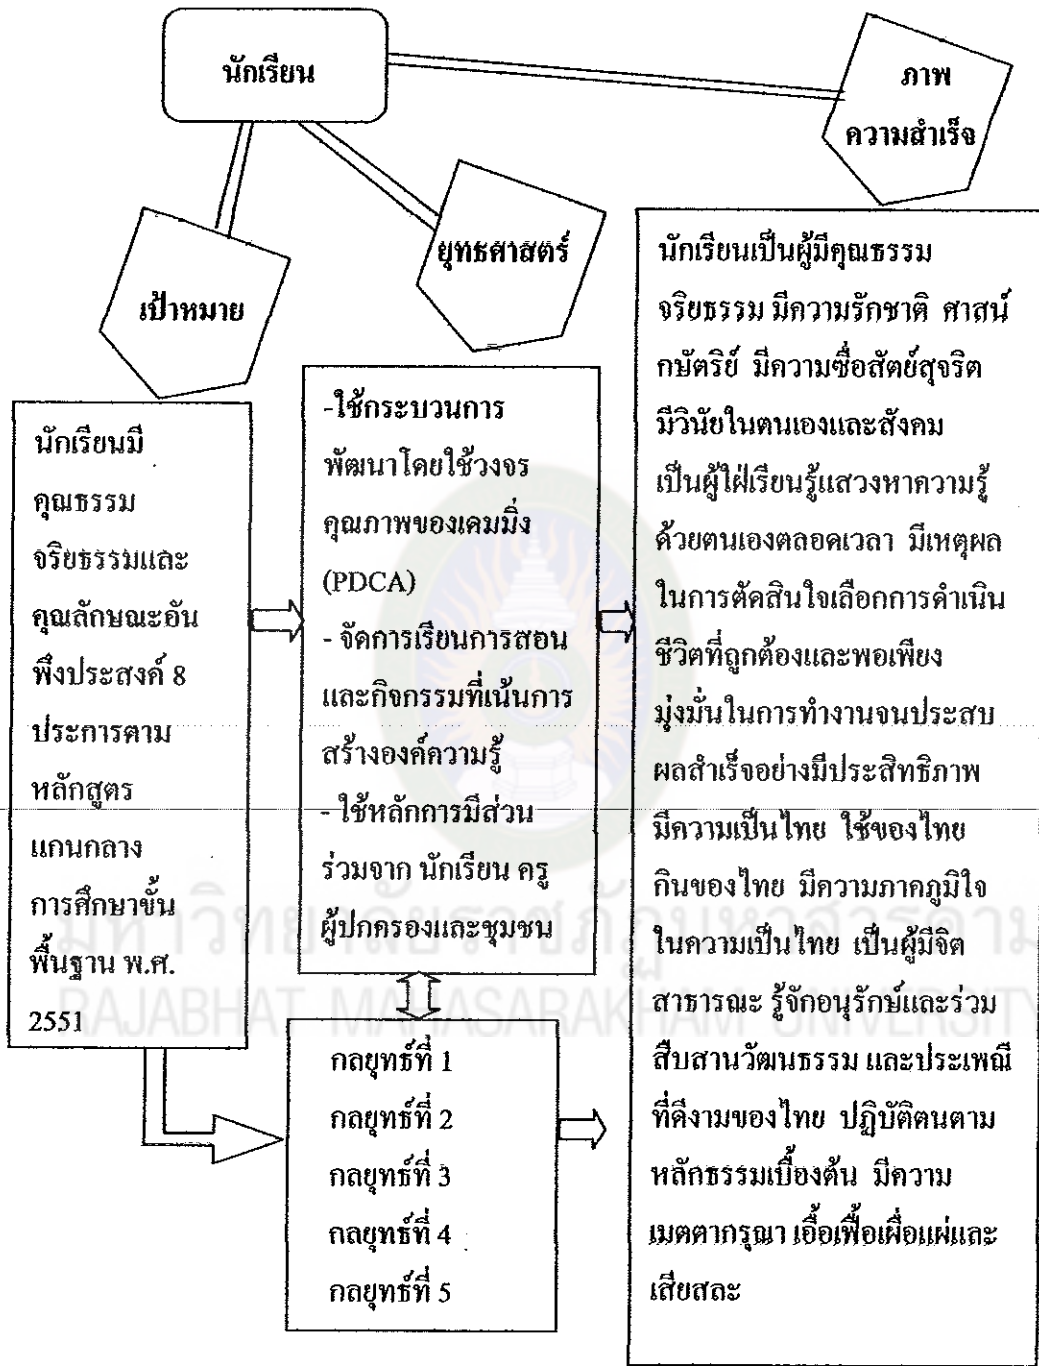 นักเรียน
ภาพ
ความสำเร็จ
ยุทธศาสตร์
เป้าหมาย
นักเรียนมี
คุณธรรม
จริยธรรมและ
คุณลักษณะอัน
พึงประสงค์ 8
ประการตาม
หลักสูตร
แกนกลาง
การศึกษาขั้น
พื้นฐาน พ.ศ.
2551
-ใช้กระบวนการ
พัฒนาโดยใช้วงจร
คุณภาพของเดมมิ่ง
(PDCA)
- จัดการเรียนการสอน
และกิจกรรมที่เน้นการ
สร้างองค์ความรู้
- ใช้หลักการมีส่วน
ร่วมจาก นักเรียน ครู
ผู้ปกครองและชุมชน
กลยุทธ์ที่ 1
กลยุทธ์ที่ 2
กลยุทธ์ที่ 3
กลยุทธ์ที่ 4
กลยุทธ์ที่ 5
นักเรียนเป็นผู้มีคุณธรรม
จริยธรรม มีความรักชาติ ศาสน์
กษัตริย์ มีความซื่อสัตย์สุจริต
มีวินัยในตนเองและสังคม
เป็นผู้ใฝ่เรียนรู้แสวงหาความรู้
ด้วยตนเองตลอดเวลา มีเหตุผล
ในการตัดสินใจเลือกการดำเนิน
ชีวิตที่ถูกต้องและพอเพียง
มุ่งมั่นในการทำงานจนประสบ
ผลสำเร็จอย่างมีประสิทธิภาพ
มีความเป็นไทย ใช้ของไทย
กินของไทย มีความภาคภูมิใจ
ในความเป็นไทย เป็นผู้มีจิต
สาธารณะ รู้จักอนุรักษ์และร่วม
สืบสานวัฒนธรรม และประเพณี
ที่ดีงามของไทย ปฏิบัติตนตาม
หลักธรรมเบื้องต้น มีความ
เมตตากรุณา เอื้อเฟื้อเผื่อแผ่และ
เสียสละ
มหาวิทยาลัยราชภัฏมหาสารคาม
RAJABHAT MAHASARAKHAM UNIVERSITY